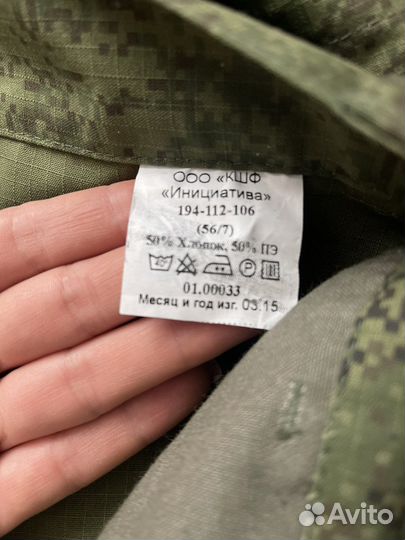 ООО «КШФ
«Инициатива»
194-112-106
(56/7)
50% Хлопок, 50% ПЭ
01.00033
Месяц и год изг. 03.15
Avito